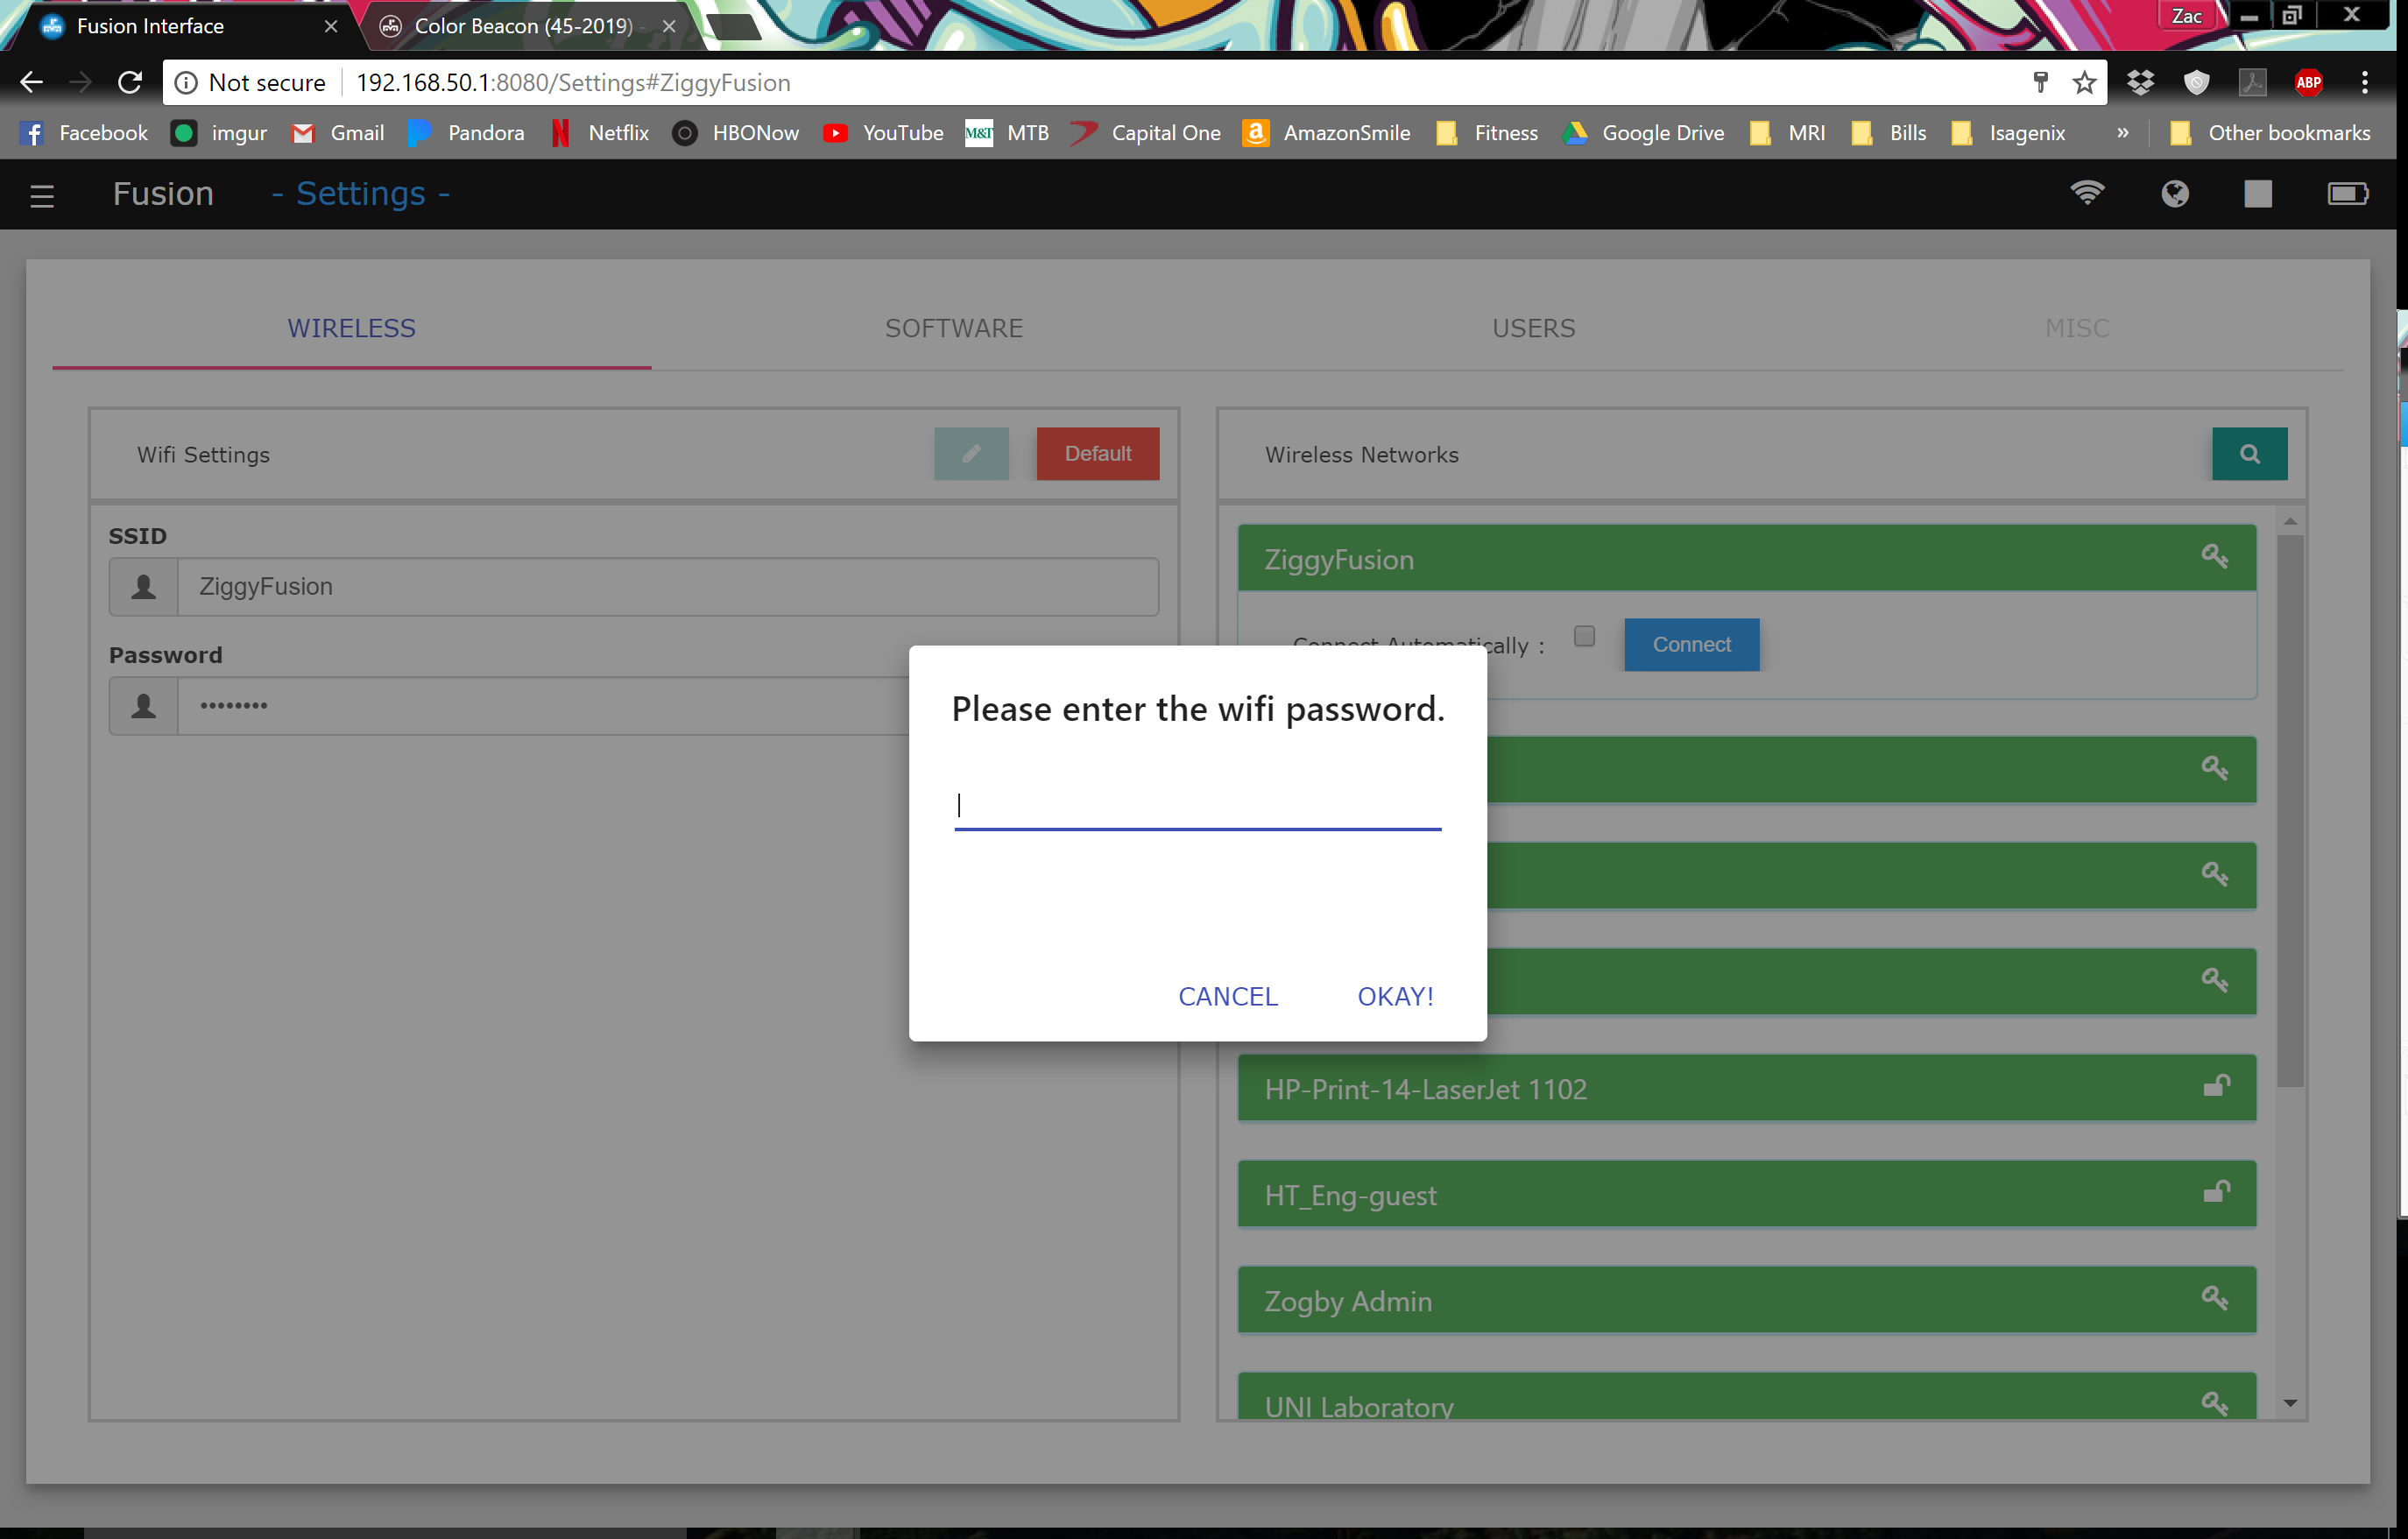 Fusion Interface
Color Beacon (45-2019) -
Zac
Not secure
192.168.50.1:8080/Settings#ZiggyFusion
ABP
Facebook
imgur
Gmail
Pandora
Netflix
HBONow
YouTube
M&T
MTB
Capital One
AmazonSmile
Fitness
Google Drive
MRI
Bills
Isagenix
»
Other bookmarks
Fusion
- Settings -
WIRELESS
SOFTWARE
USERS
MISC
Wifi Settings
Default
SSID
ZiggyFusion
Password
••••••••
Wireless Networks
ZiggyFusion
Connect Automatically :
Connect
HP-Print-14-LaserJet 1102
HT_Eng-guest
Zogby Admin
UNI Laboratory
Please enter the wifi password.
CANCEL
OKAY!